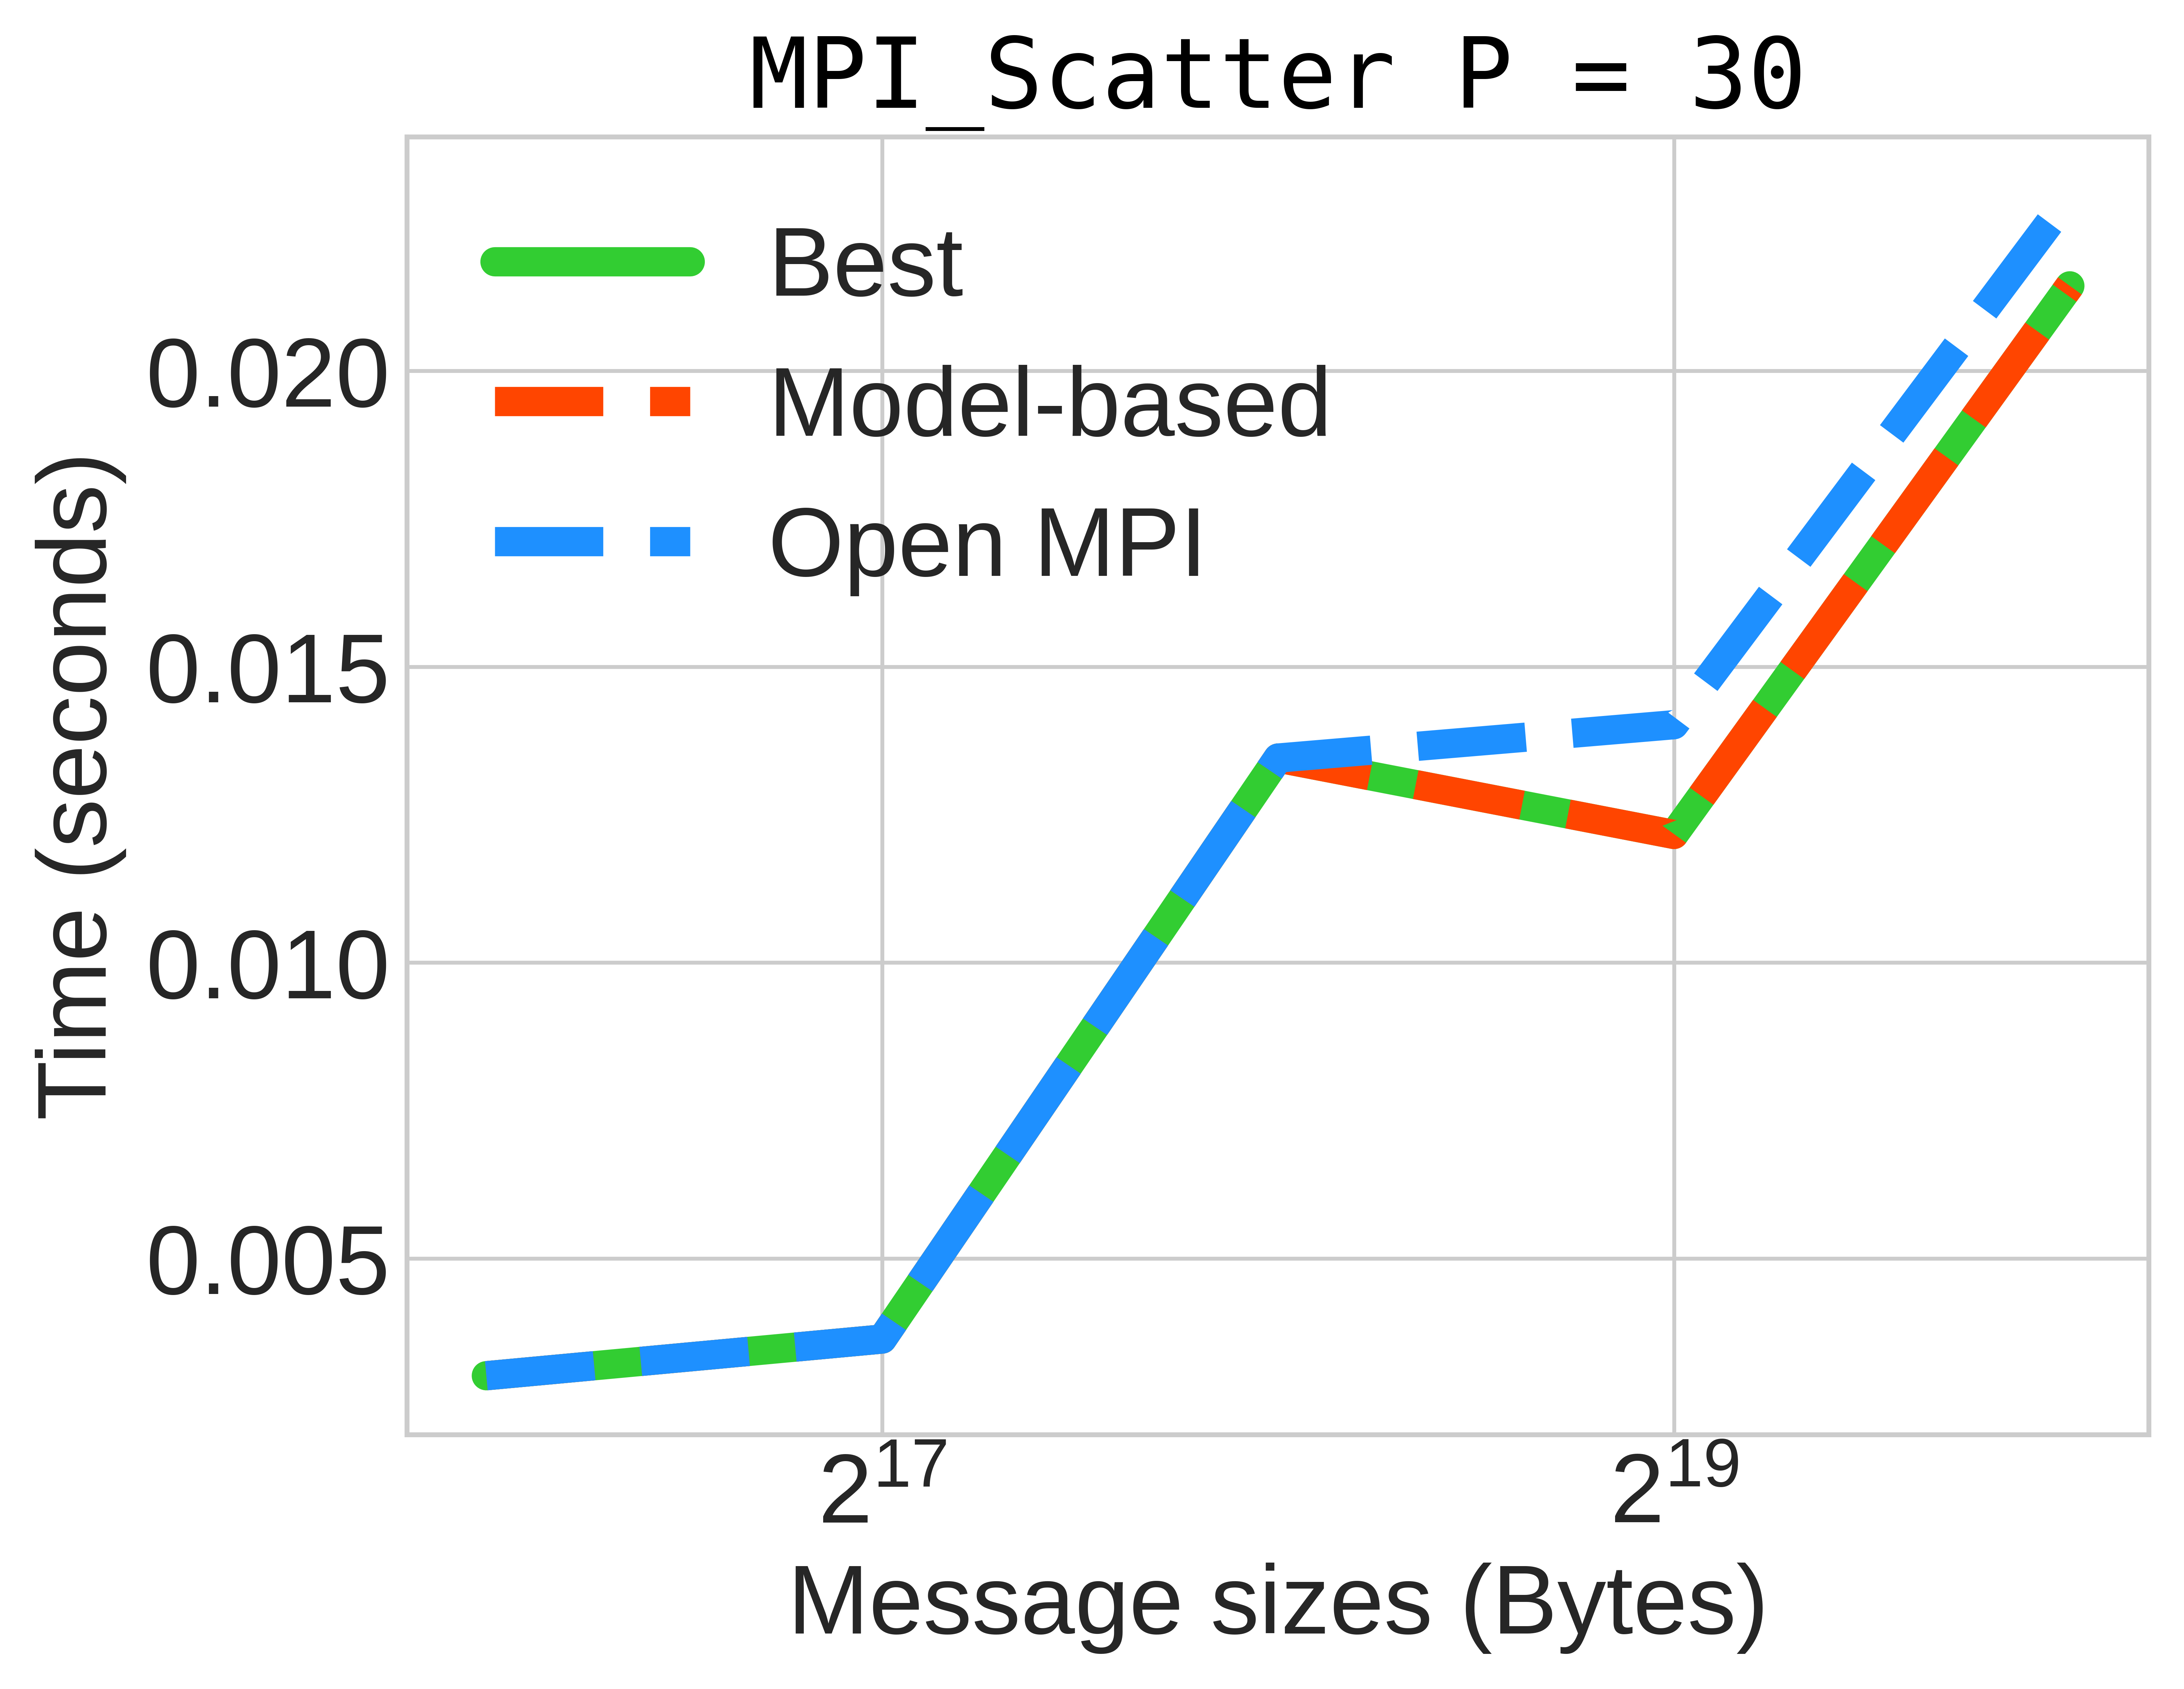 MPI_Scatter P = 30
Best
Model-based
Open MPI
0.020
0.015
0.010
0.005
Time (seconds)
2^17
2^19
Message sizes (Bytes)